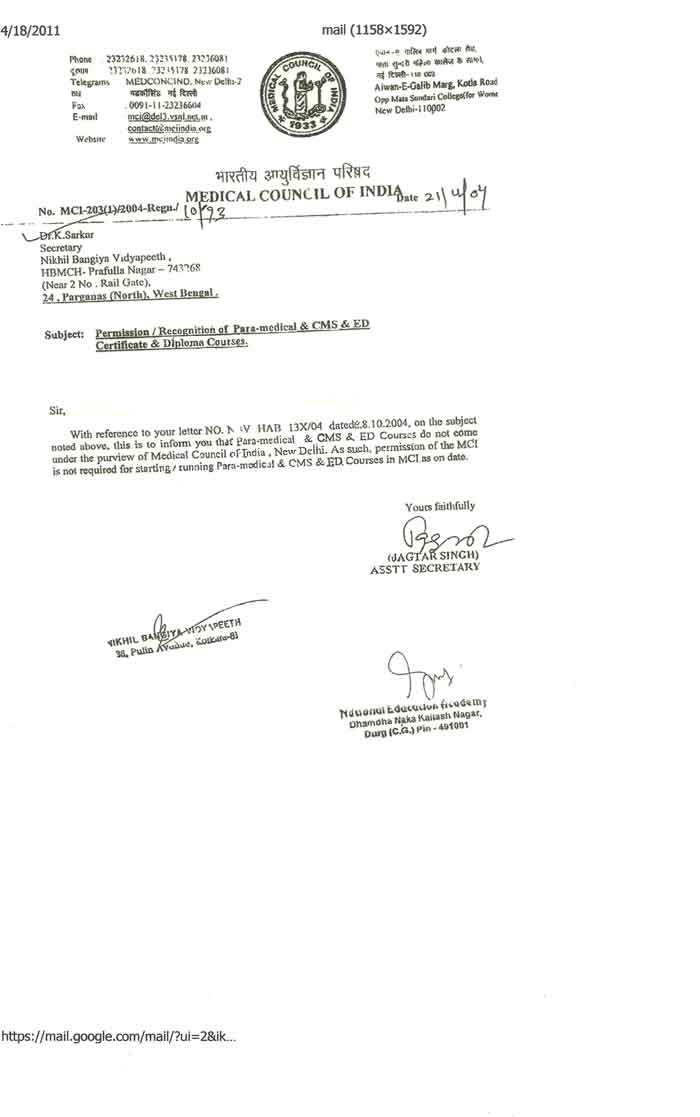 4/18/2011
mail (1158×1592)
Phone 23232618, 23235178, 23236081
दूरभाष 23232618, 23235178, 23236081
Telegrams MEDCONCIND, New Delhi-2
तार मेडकौंसिंड नई दिल्ली
Fax . 0091-11-23236604
E-mail mci@del3.vsnl.net.in ,
contact@mciindia.org
Website www.mciindia.org
MEDICAL COUNCIL OF INDIA
1933
गालिब मार्ग कोटला रोड,
माता सुन्दरी महिला कालेज के सामने,
नई दिल्ली-110 002
Aiwan-E-Galib Marg, Kotla Road
Opp Mata Sundari College(for Wome
New Delhi-110002
भारतीय आयुर्विज्ञान परिषद
MEDICAL COUNCIL OF INDIA
Date 21/4/04
No. MCI-203(1)/2004-Regn./ 10793
Dr.K.Sarkar
Secretary
Nikhil Bangiya Vidyapeeth ,
HBMCH- Prafulla Nagar – 743268
(Near 2 No . Rail Gate),
24 , Parganas (North), West Bengal .
Subject: Permission / Recognition of Para-medical & CMS & ED
Certificate & Diploma Courses.
Sir,
With reference to your letter NO. HAB 13X/04 dated 8.10.2004, on the subject
noted above, this is to inform you that Para-medical & CMS & ED Courses do not come
under the purview of Medical Council of India , New Delhi. As such, permission of the MCI
is not required for starting / running Para-medical & CMS & ED Courses in MCI as on date.
Yours faithfully
(JAGTAR SINGH)
ASSTT SECRETARY
NIKHIL BANGIYA VIDYAPEETH
36, Pulin Avenue, Kolkata-81
National Education Academy
Dhamdha Naka Kailash Nagar,
Durg (C.G.) Pin - 491001
https://mail.google.com/mail/?ui=2&ik...